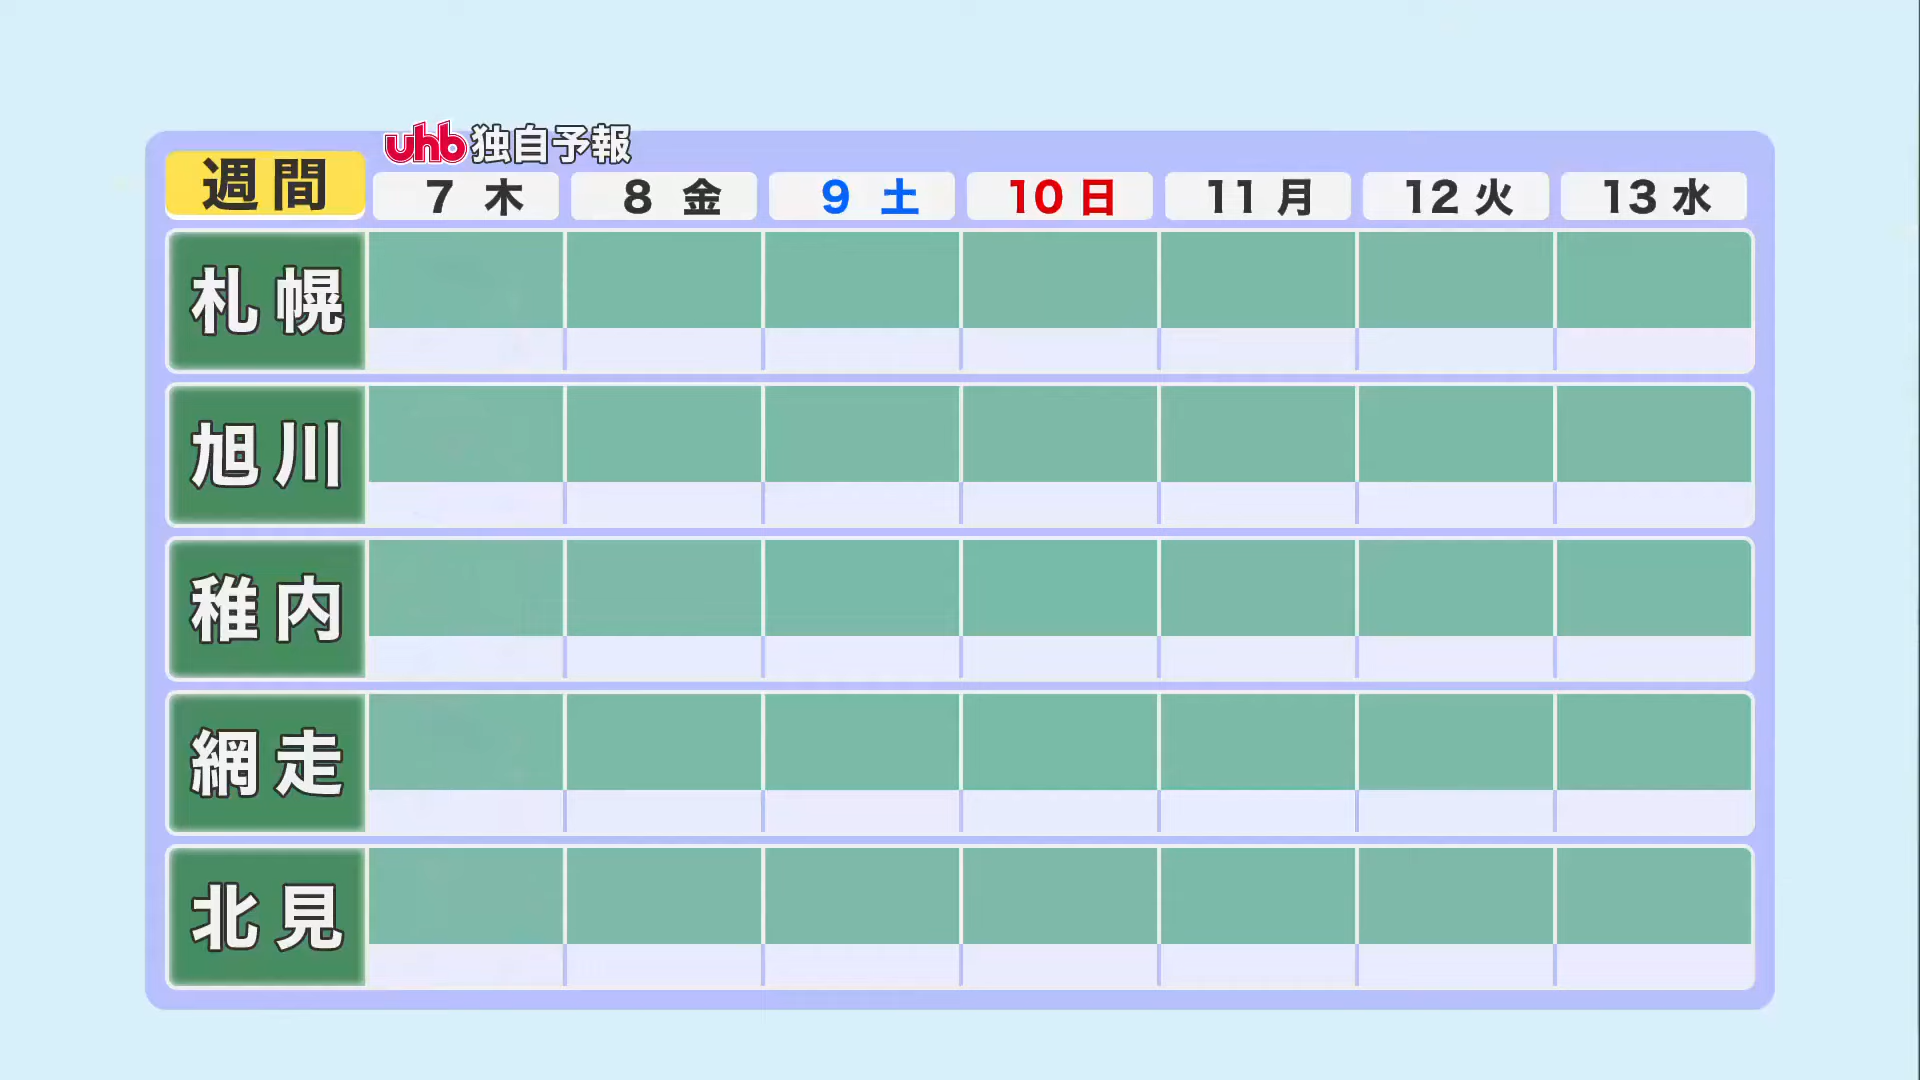 uhb独自予報
週間 7 木 8 金 9 土 10 日 11 月 12 火 13 水
札幌
旭川
稚内
網走
北見